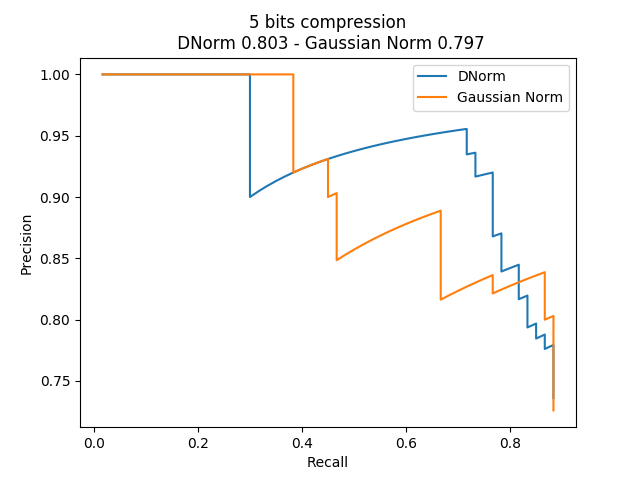 5 bits compression
DNorm 0.803 - Gaussian Norm 0.797
DNorm
Gaussian Norm
Precision
1.00
0.95
0.90
0.85
0.80
0.75
0.0
0.2
0.4
0.6
0.8
Recall